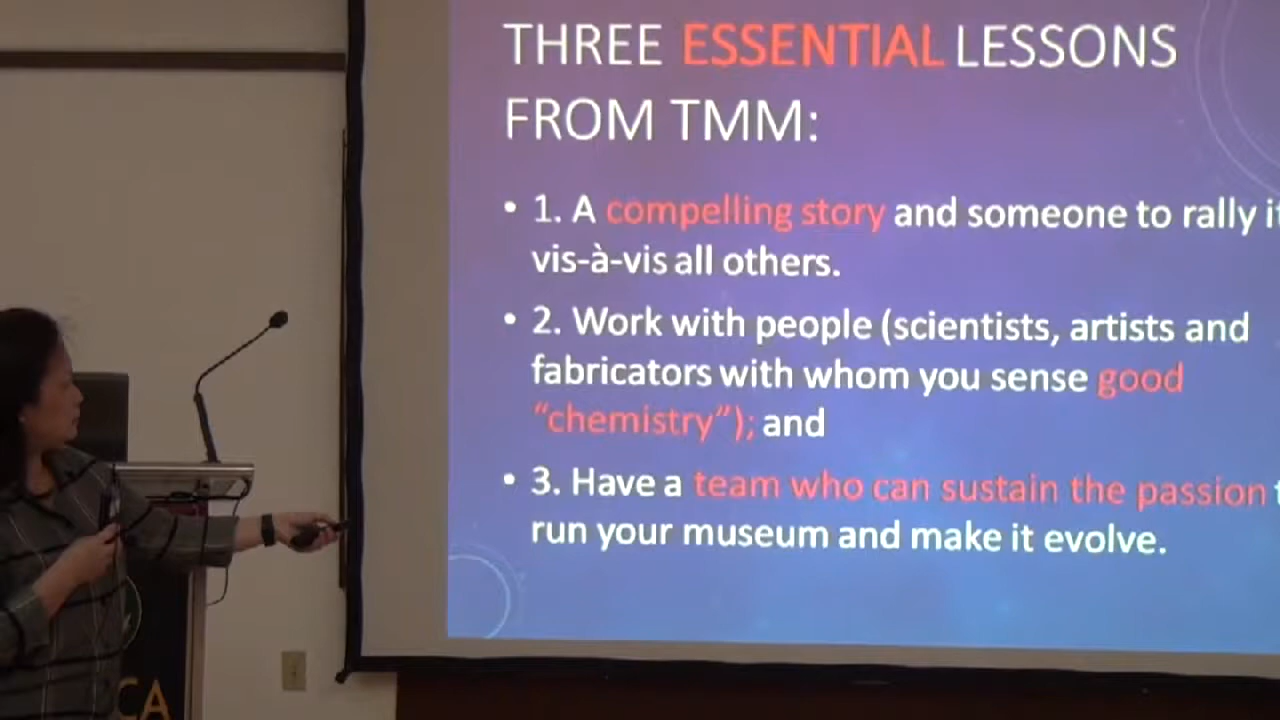 THREE ESSENTIAL LESSONS
FROM TMM:
• 1. A compelling story and someone to rally it
vis-à-vis all others.
• 2. Work with people (scientists, artists and
fabricators with whom you sense good
“chemistry”); and
• 3. Have a team who can sustain the passion
run your museum and make it evolve.
CA